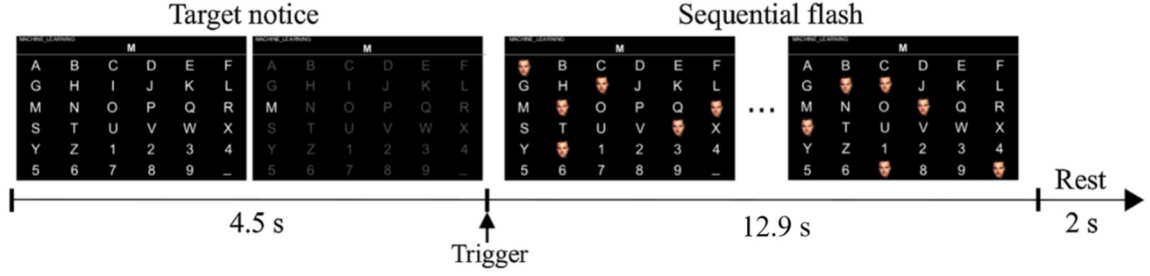 Target notice
MACHINE_LEARNING
M
A B C D E F
G H I J K L
M N O P Q R
S T U V W X
Y Z 1 2 3 4
5 6 7 8 9 _
MACHINE_LEARNING
M
A B C D E F
G H I J K L
M N O P Q R
S T U V W X
Y Z 1 2 3 4
5 6 7 8 9 _
Sequential flash
MACHINE_LEARNING
M
B C D E F
G H J K L
M O P Q
S T U V X
Y 1 2 3 4
5 6 7 8 9 _
...
MACHINE_LEARNING
M
A B C D E F
G J K L
M N O Q R
T U V W X
Y Z 1 2 3 4
5 6 8 9
Rest
4.5 s
12.9 s
2 s
Trigger